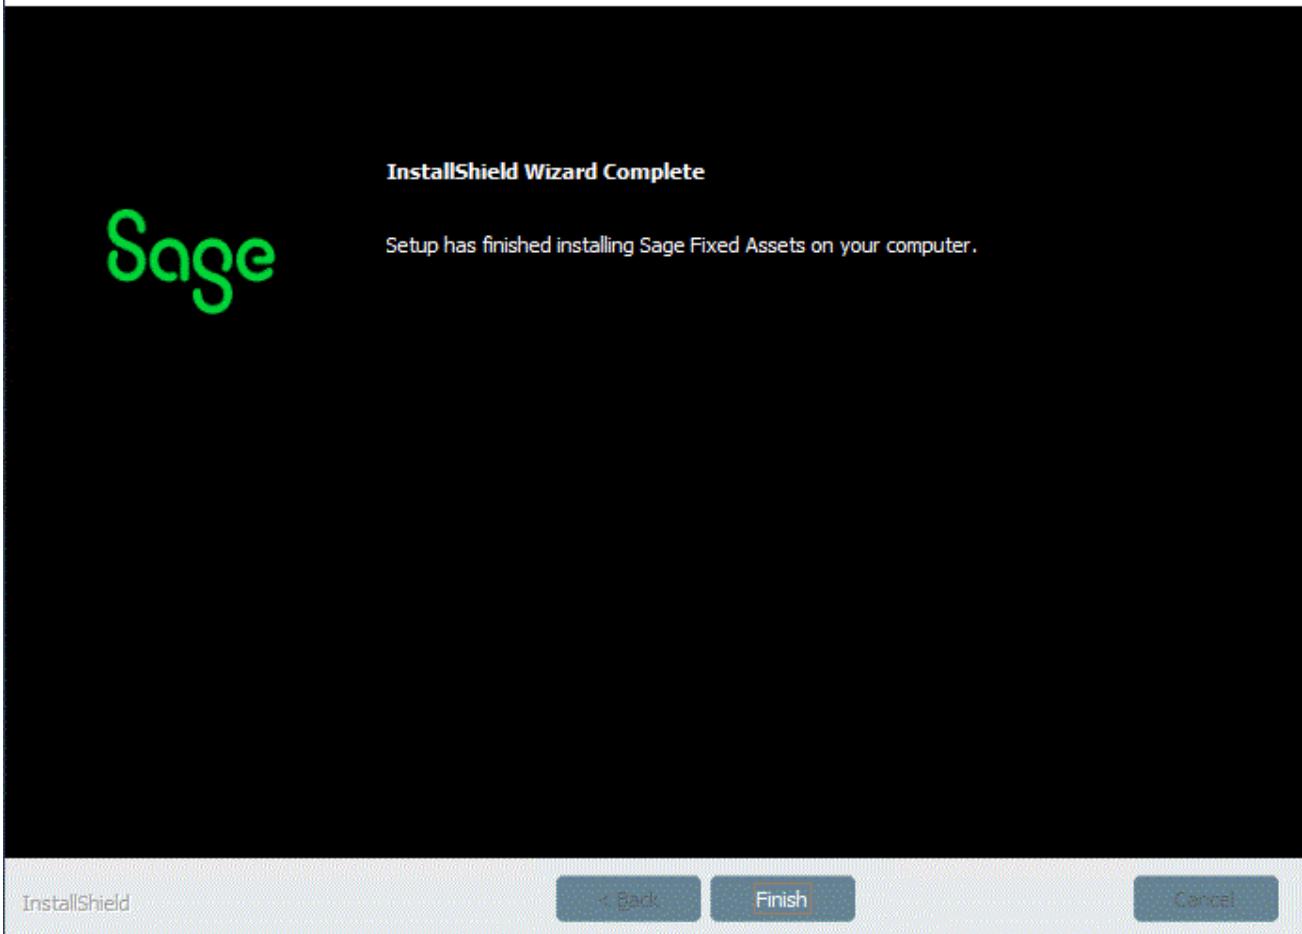 InstallShield Wizard Complete
Sage
Setup has finished installing Sage Fixed Assets on your computer.
InstallShield
< Back
Finish
Cancel